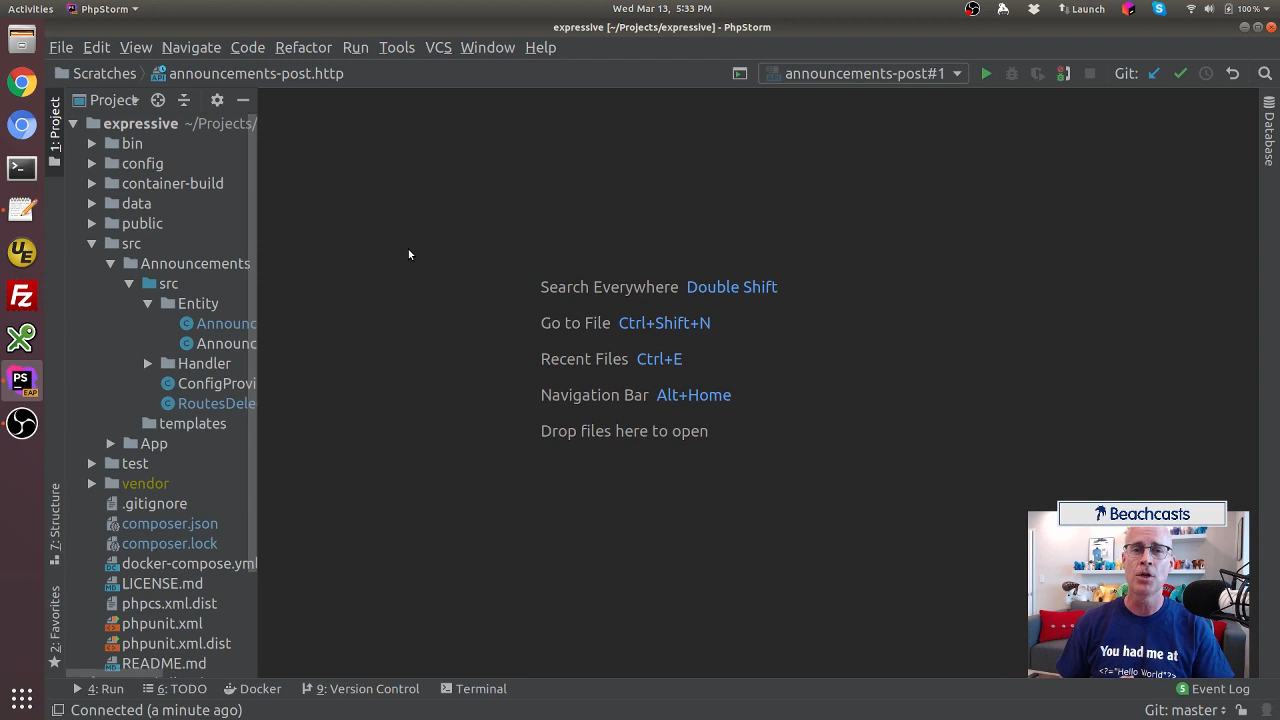 Activities PhpStorm Wed Mar 13, 5:33 PM Launch 100%
expressive [~/Projects/expressive] - PhpStorm
File Edit View Navigate Code Refactor Run Tools VCS Window Help
Scratches announcements-post.http announcements-post#1 Git:
1: Project
Project
expressive ~/Projects/
bin
config
container-build
data
public
src
Announcements
src
Entity
Announc
Announc
Handler
ConfigProvi
RoutesDele
templates
App
test
vendor
.gitignore
composer.json
composer.lock
docker-compose.yml
LICENSE.md
phpcs.xml.dist
phpunit.xml
phpunit.xml.dist
README.md
7: Structure
2: Favorites
Search Everywhere Double Shift
Go to File Ctrl+Shift+N
Recent Files Ctrl+E
Navigation Bar Alt+Home
Drop files here to open
Database
UE
Fz
PS
EAP
Beachcasts
You had me at
<?="Hello World"?>
4: Run 6: TODO Docker 9: Version Control Terminal S Event Log
Connected (a minute ago) Git: master